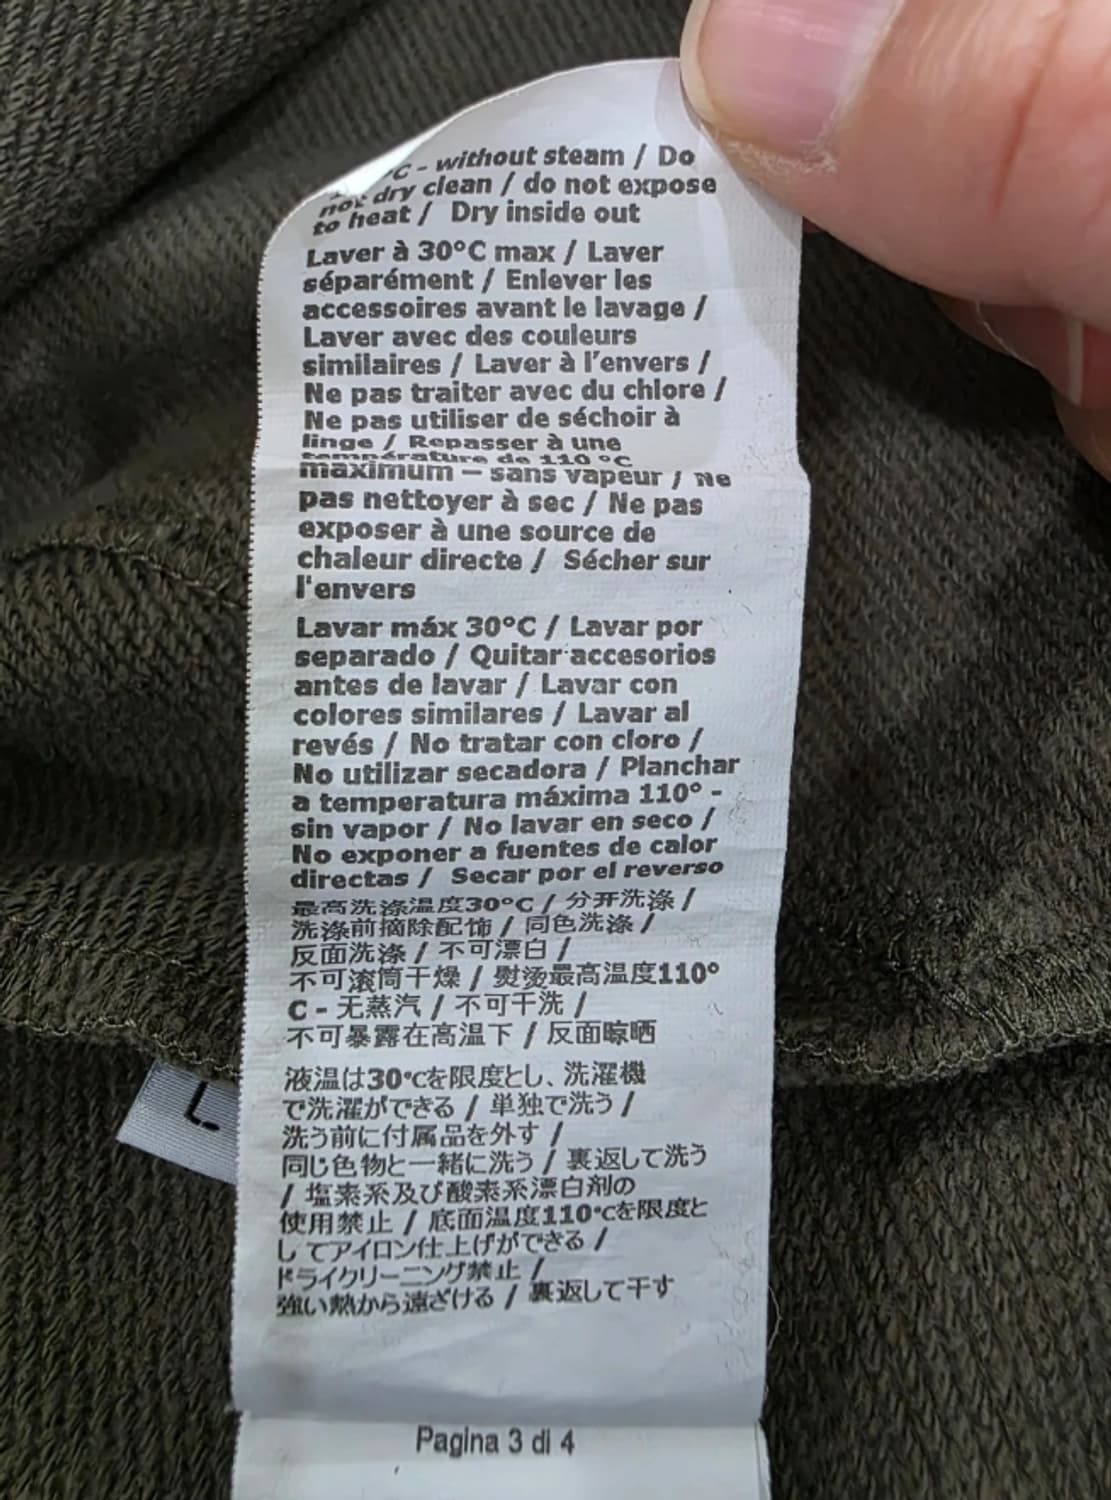 C - without steam / Do
not dry clean / do not expose
to heat / Dry inside out
Laver à 30°C max / Laver
séparément / Enlever les
accessoires avant le lavage /
Laver avec des couleurs
similaires / Laver à l'envers /
Ne pas traiter avec du chlore /
Ne pas utiliser de séchoir à
linge / Repasser à une
température de 110 °C
maximum – sans vapeur / Ne
pas nettoyer à sec / Ne pas
exposer à une source de
chaleur directe / Sécher sur
l'envers
Lavar máx 30°C / Lavar por
separado / Quitar accesorios
antes de lavar / Lavar con
colores similares / Lavar al
revés / No tratar con cloro /
No utilizar secadora / Planchar
a temperatura máxima 110° -
sin vapor / No lavar en seco /
No exponer a fuentes de calor
directas / Secar por el reverso
最高洗涤温度30°C / 分开洗涤 /
洗涤前摘除配饰 / 同色洗涤 /
反面洗涤 / 不可漂白 /
不可滚筒干燥 / 熨烫最高温度110°
C - 无蒸汽 / 不可干洗 /
不可暴露在高温下 / 反面晾晒
液温は30℃を限度とし、洗濯機
で洗濯ができる / 単独で洗う /
洗う前に付属品を外す /
同じ色物と一緒に洗う / 裏返して洗う
/ 塩素系及び酸素系漂白剤の
使用禁止 / 底面温度110℃を限度と
してアイロン仕上げができる /
ドライクリーニング禁止 /
強い熱から遠ざける / 裏返して干す
L
Pagina 3 di 4